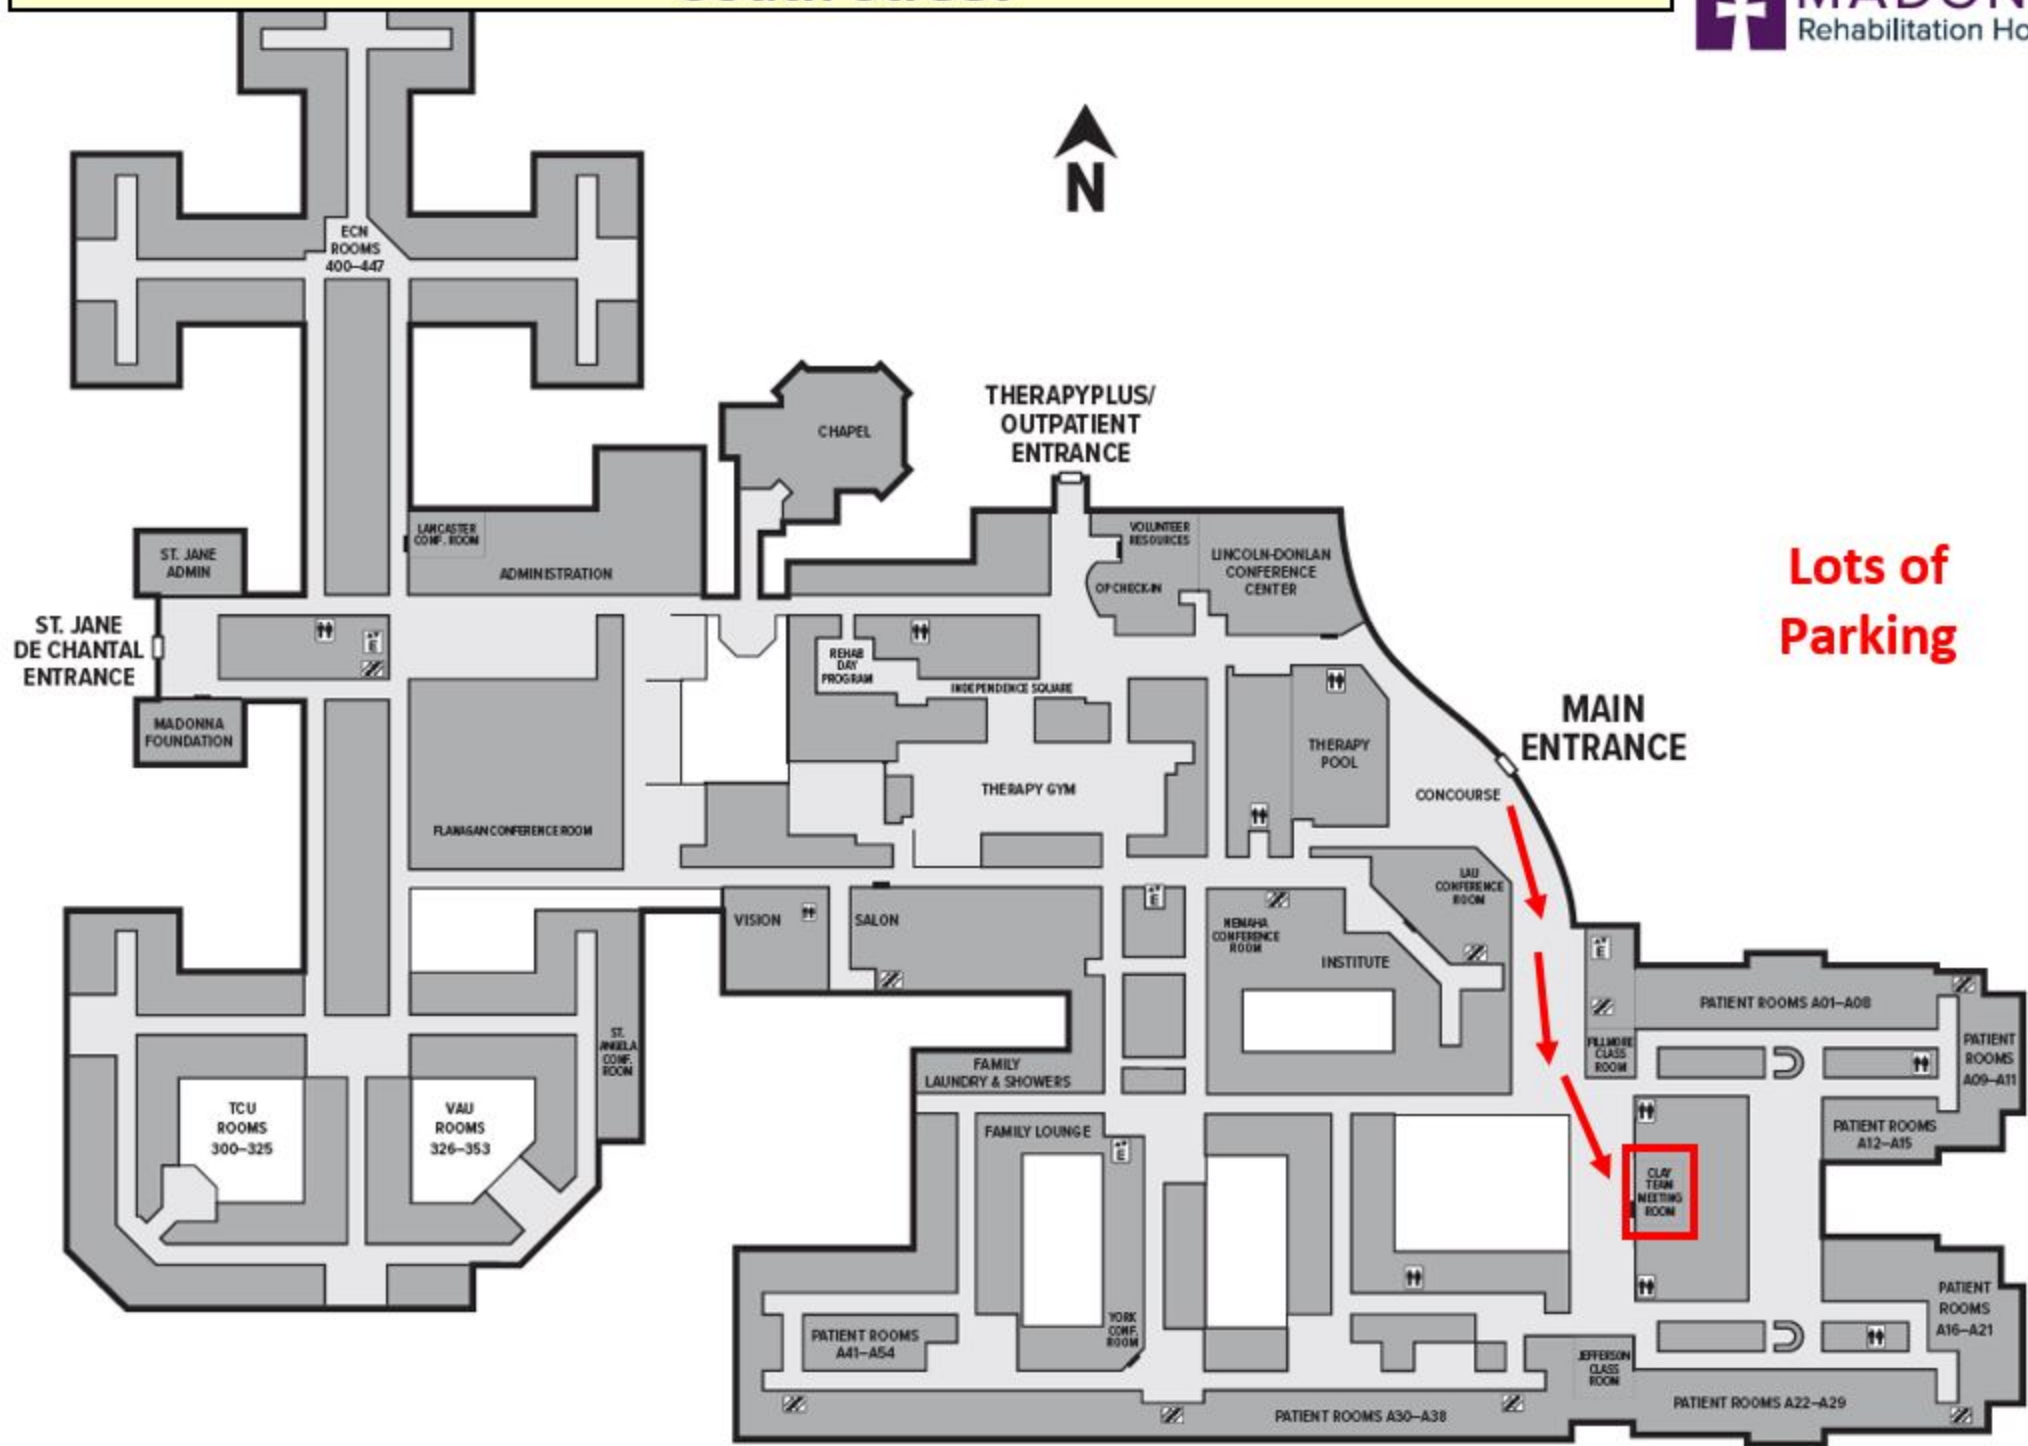 Rehabilitation Ho
N
ECN
ROOMS
400–447
CHAPEL
THERAPYPLUS/
OUTPATIENT
ENTRANCE
LANCASTER
CONF. ROOM
ADMINISTRATION
ST. JANE
ADMIN
VOLUNTEER
RESOURCES
LINCOLN-DONLAN
CONFERENCE
CENTER
OP CHECK-IN
Lots of
Parking
ST. JANE
DE CHANTAL
ENTRANCE
E
REHAB
DAY
PROGRAM
INDEPENDENCE SQUARE
MADONNA
FOUNDATION
MAIN
ENTRANCE
THERAPY
POOL
THERAPY GYM
CONCOURSE
FLANAGAN CONFERENCE ROOM
LAU
CONFERENCE
ROOM
VISION
SALON
E
NEMAHA
CONFERENCE
ROOM
INSTITUTE
E
PATIENT ROOMS A01–A08
ST.
ANGELA
CONF.
ROOM
FILLMORE
CLASS
ROOM
PATIENT
ROOMS
A09–A11
FAMILY
LAUNDRY & SHOWERS
TCU
ROOMS
300–325
VAU
ROOMS
326–353
FAMILY LOUNGE
E
PATIENT ROOMS
A12–A15
CLAY
TEAM
MEETING
ROOM
PATIENT
ROOMS
A16–A21
PATIENT ROOMS
A41–A54
YORK
CONF.
ROOM
JEFFERSON
CLASS
ROOM
PATIENT ROOMS A22–A29
PATIENT ROOMS A30–A38